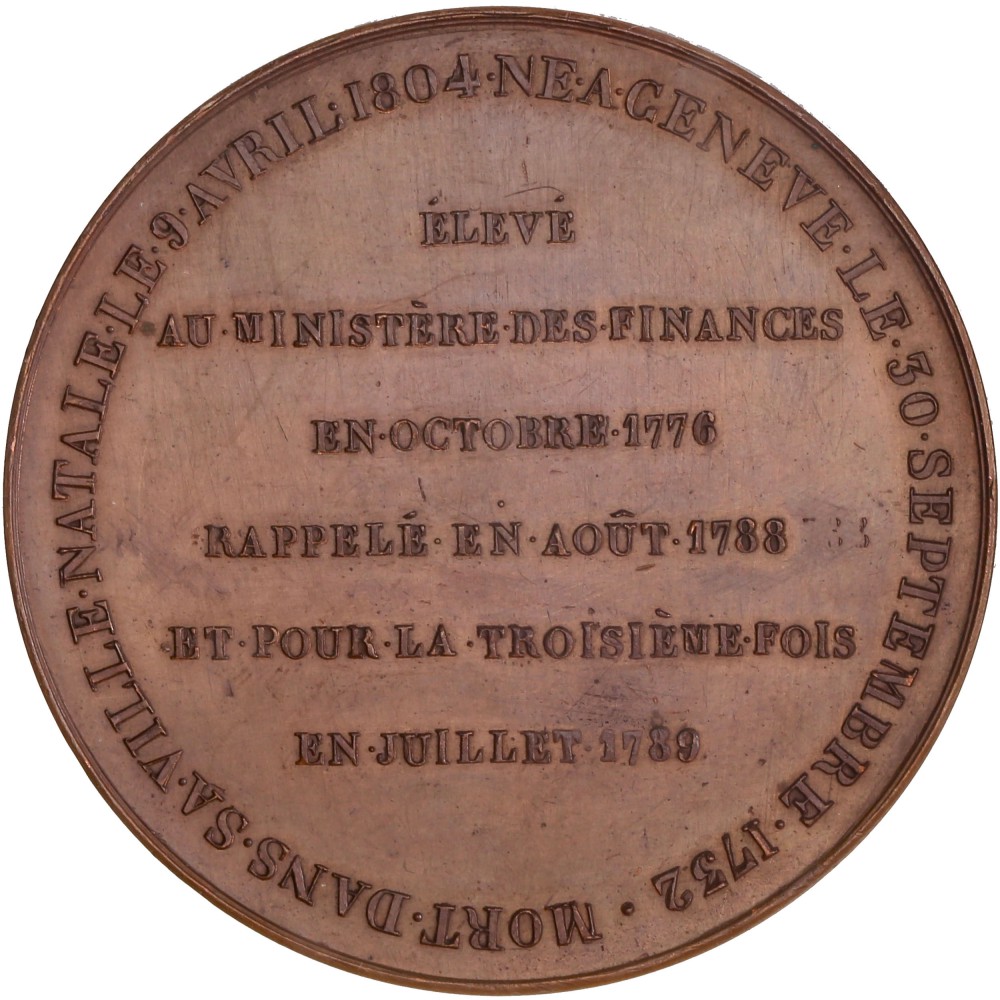 NE·A·GENEVE·LE·30·SEPTEMBRE·1732·MORT·DANS·SA·VILLE·NATALE·LE·9·AVRIL·1804·
ÉLEVÉ
AU·MINISTÈRE·DES·FINANCES
EN·OCTOBRE·1776
RAPPELÉ·EN·AOÛT·1788
ET·POUR·LA·TROISIÈME·FOIS
EN·JUILLET·1789